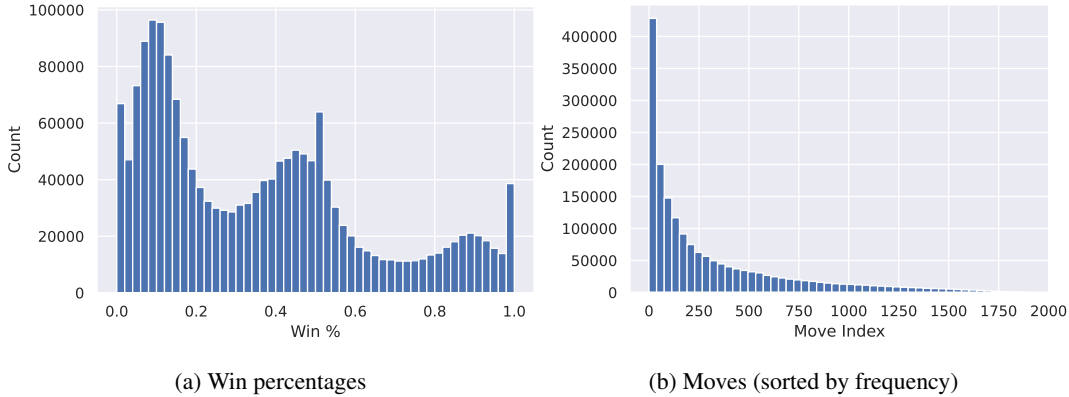 100000
80000
60000
40000
20000
0
Count
0.0 0.2 0.4 0.6 0.8 1.0
Win %
(a) Win percentages
400000
350000
300000
250000
200000
150000
100000
50000
0
Count
0 250 500 750 1000 1250 1500 1750 2000
Move Index
(b) Moves (sorted by frequency)